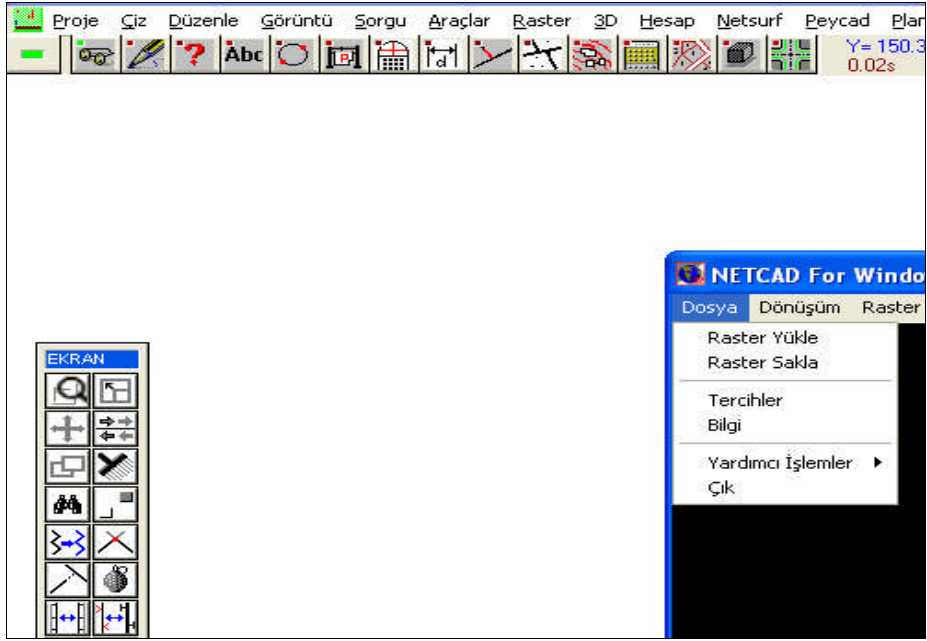 Proje Çiz Düzenle Görüntü Sorgu Araçlar Raster 3D Hesap Netsurf Peycad Plan
? Abc P d Y= 150.3
0.02s
NETCAD For Windo
Dosya Dönüşüm Raster
Raster Yükle
Raster Sakla
Tercihler
Bilgi
Yardımcı İşlemler
Çık
EKRAN